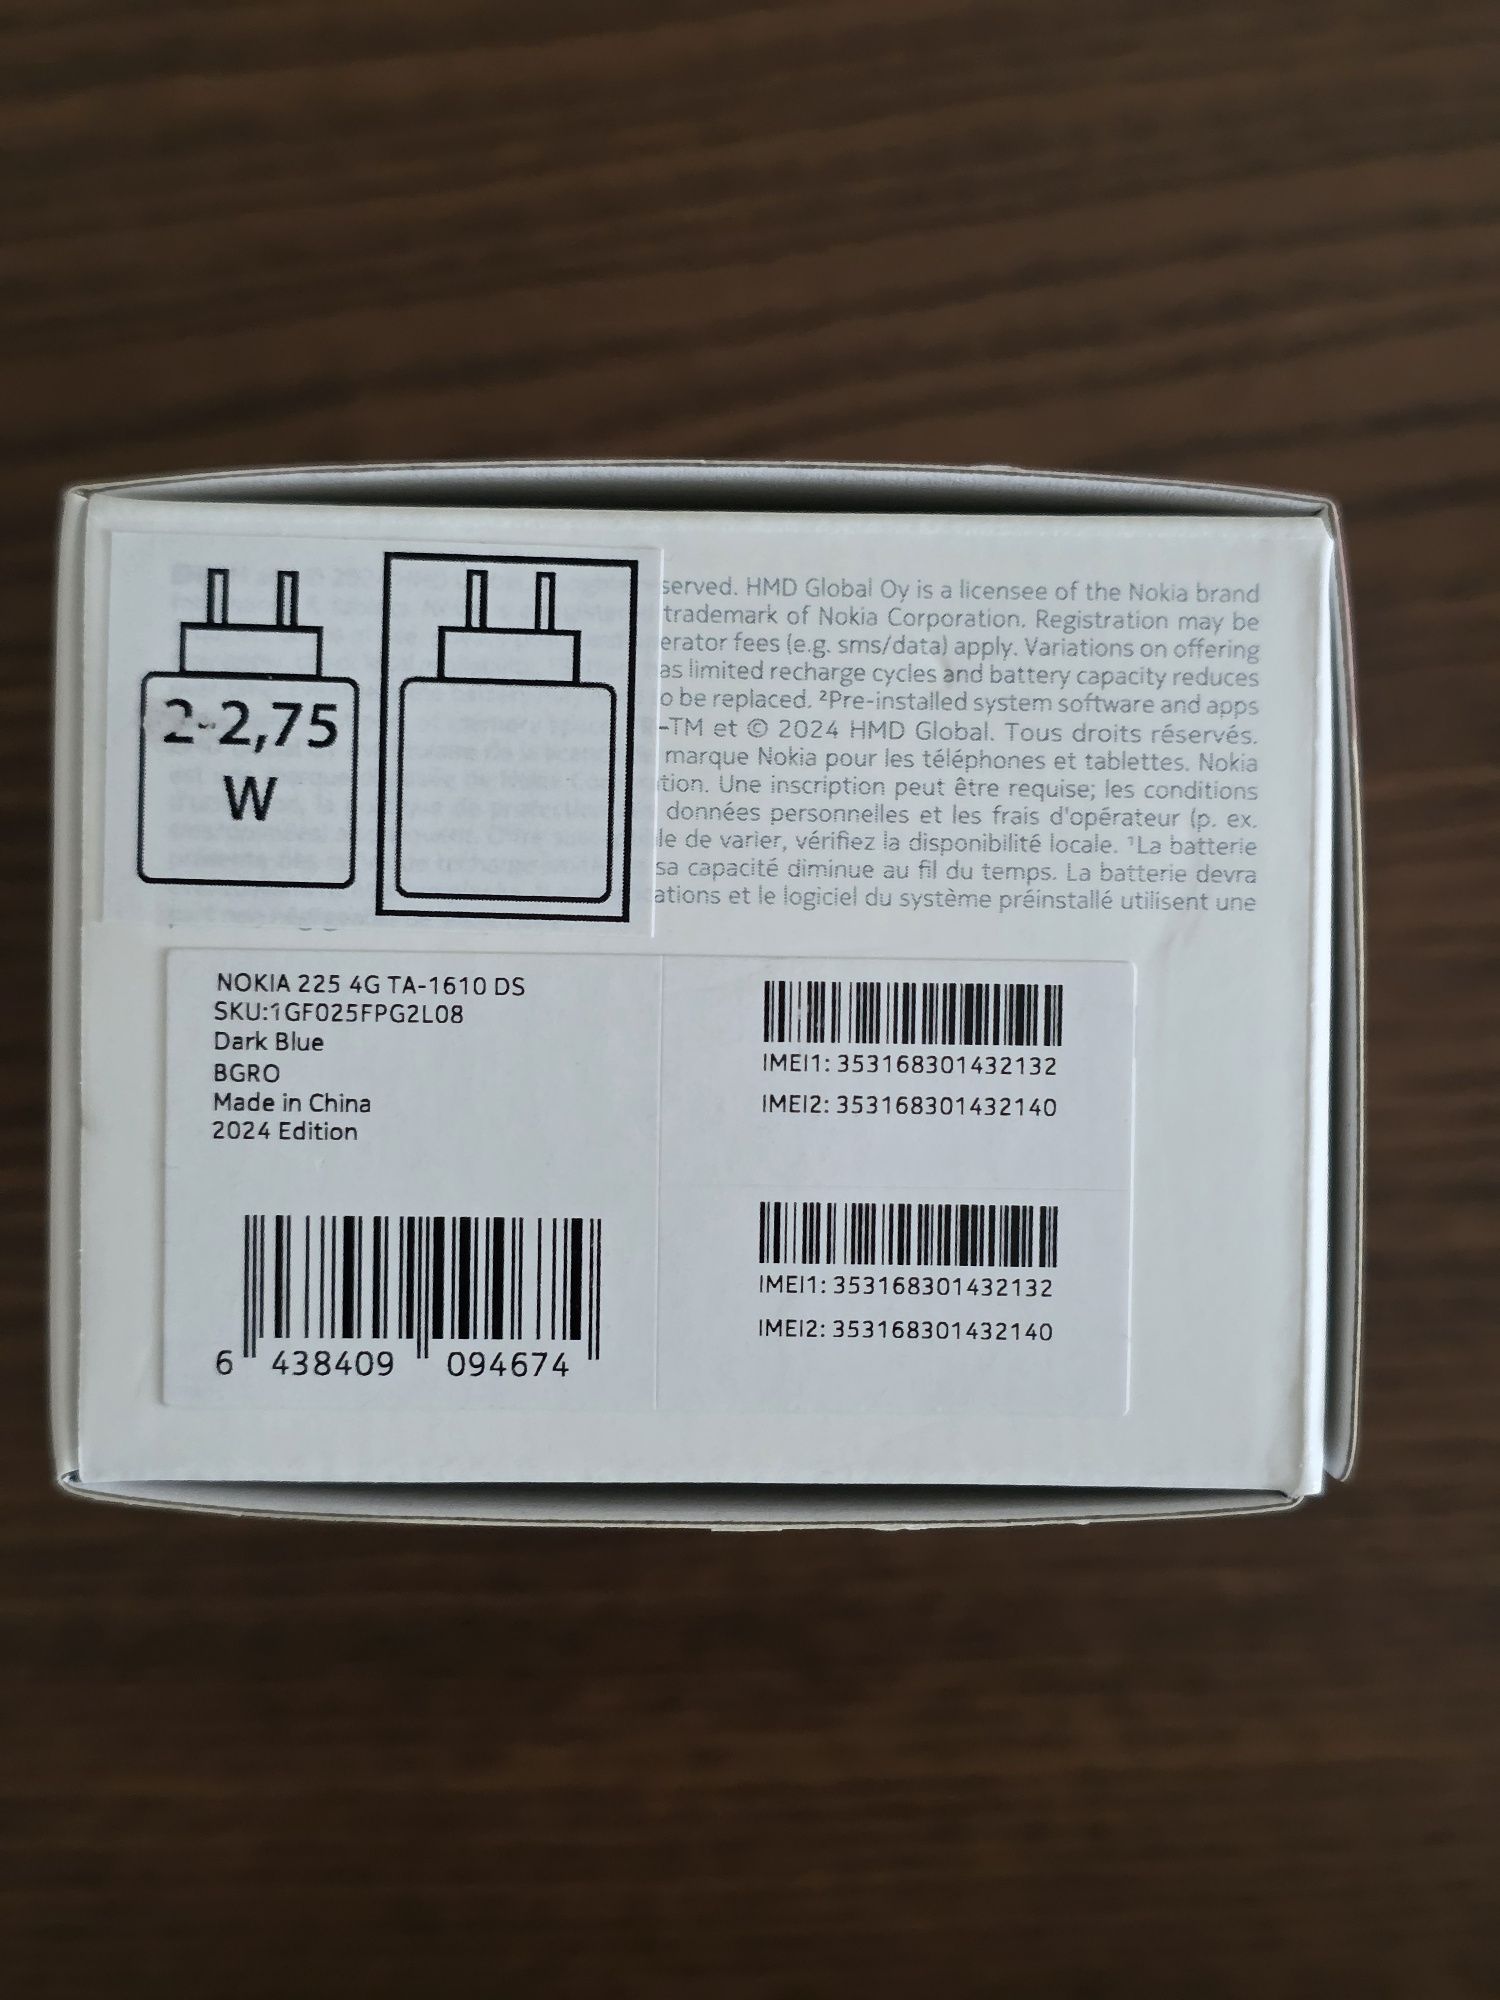 2-2,75
W
served. HMD Global Oy is a licensee of the Nokia brand
trademark of Nokia Corporation. Registration may be
erator fees (e.g. sms/data) apply. Variations on offering
as limited recharge cycles and battery capacity reduces
o be replaced. ²Pre-installed system software and apps
-TM et © 2024 HMD Global. Tous droits réservés.
marque Nokia pour les téléphones et tablettes. Nokia
tion. Une inscription peut être requise; les conditions
données personnelles et les frais d'opérateur (p. ex.
le de varier, vérifiez la disponibilité locale. ¹La batterie
sa capacité diminue au fil du temps. La batterie devra
ations et le logiciel du système préinstallé utilisent une
NOKIA 225 4G TA-1610 DS
SKU:1GF025FPG2L08
Dark Blue
BGRO
Made in China
2024 Edition
6 438409 094674
IMEI1: 353168301432132
IMEI2: 353168301432140
IMEI1: 353168301432132
IMEI2: 353168301432140